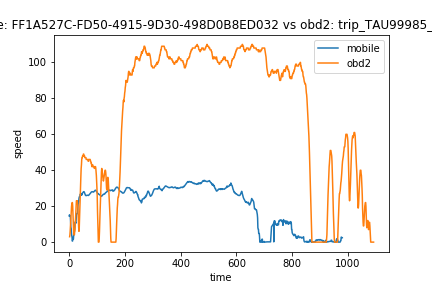 e: FF1A527C-FD50-4915-9D30-498D0B8ED032 vs obd2: trip_TAU99985_
mobile
obd2
100
80
60
40
20
0
speed
0 200 400 600 800 1000
time